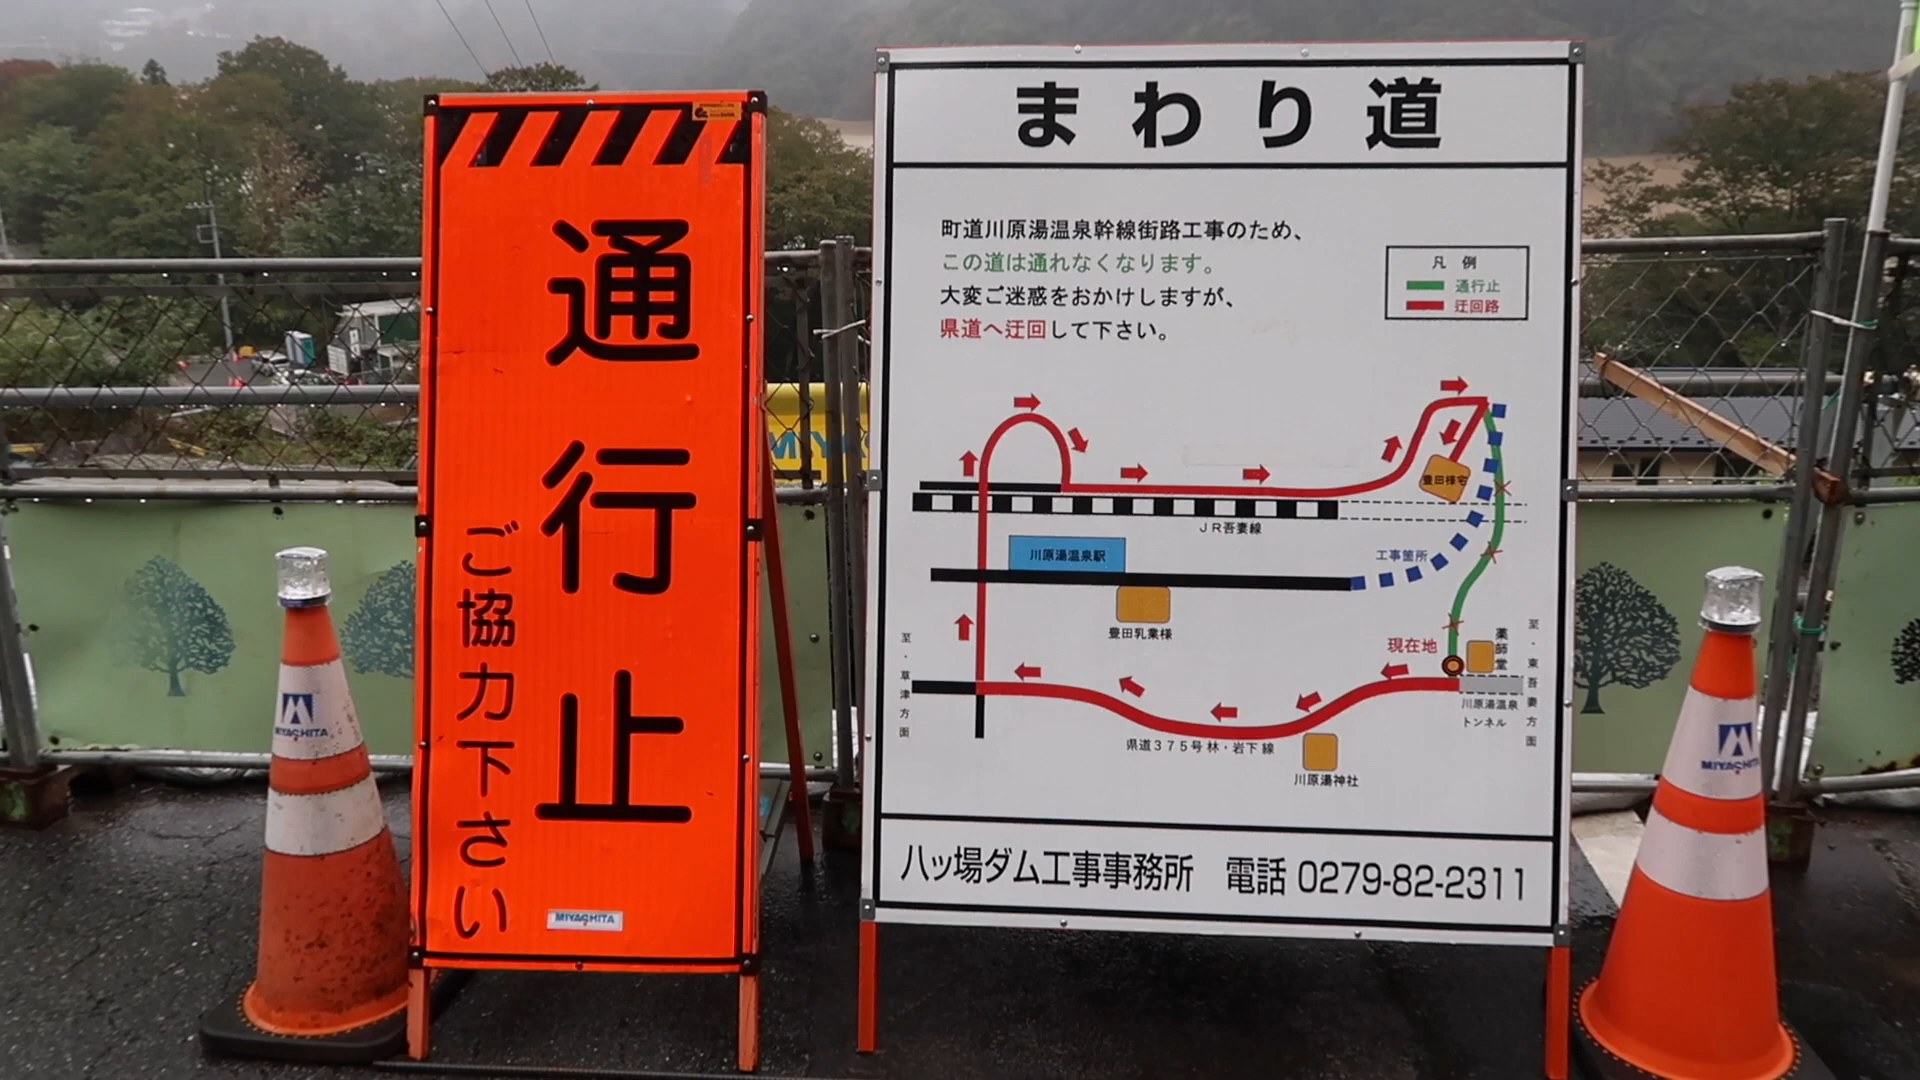 通行止
ご協力下さい
MIYASHITA
まわり道
町道川原湯温泉幹線街路工事のため、
この道は通れなくなります。
大変ご迷惑をおかけしますが、
県道へ迂回して下さい。
凡 例
通行止
迂回路
豊田様宅
JR吾妻線
川原湯温泉駅
工事箇所
豊田乳業様
現在地
薬師堂
至・草津方面
至・東吾妻方面
川原湯温泉
トンネル
県道375号林・岩下線
川原湯神社
八ッ場ダム工事事務所 電話 0279-82-2311
MIYASHITA
MIYASHITA